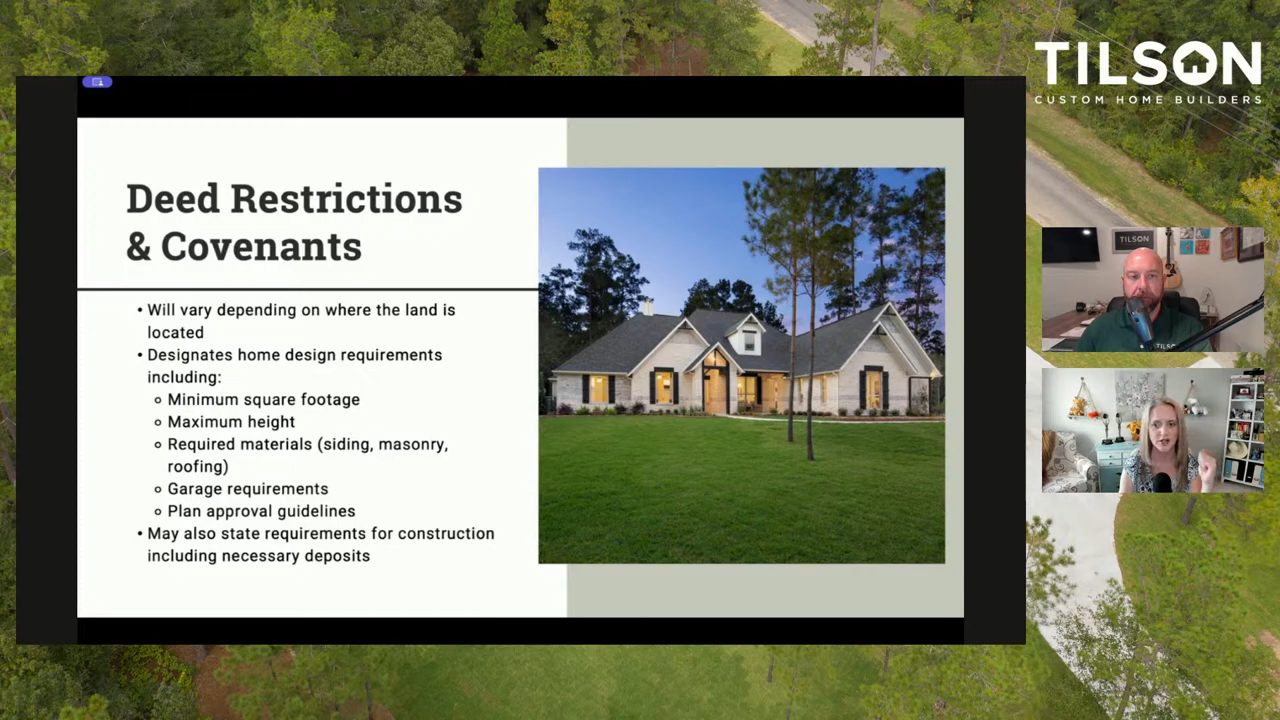 TILSON
CUSTOM HOME BUILDERS
Deed Restrictions
& Covenants
• Will vary depending on where the land is
located
• Designates home design requirements
including:
Minimum square footage
Maximum height
Required materials (siding, masonry,
roofing)
Garage requirements
Plan approval guidelines
• May also state requirements for construction
including necessary deposits
TILSON
TILSON